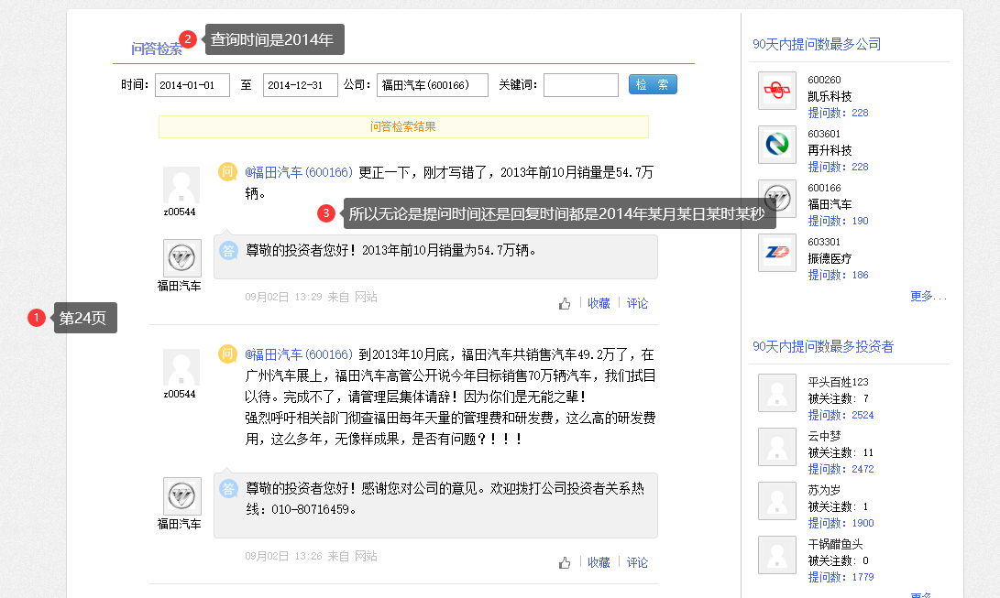 问答检索
2
查询时间是2014年
时间：
2014-01-01
至
2014-12-31
公司：
福田汽车(600166)
关键词：
检 索
问答检索结果
z00544
问
@福田汽车(600166) 更正一下，刚才写错了，2013年前10月销量是54.7万
辆。
3
所以无论是提问时间还是回复时间都是2014年某月某日某时某秒
福田汽车
答
尊敬的投资者您好！2013年前10月销量为54.7万辆。
09月02日 13:29 来自 网站
收藏
评论
1
第24页
z00544
问
@福田汽车(600166) 到2013年10月底，福田汽车共销售汽车49.2万了，在
广州汽车展上，福田汽车高管公开说今年目标销售70万辆汽车，我们拭目
以待。完成不了，请管理层集体请辞！因为你们是无能之辈！
强烈呼吁相关部门彻查福田每年天量的管理费和研发费，这么高的研发费
用，这么多年，无像样成果，是否有问题？！！！
福田汽车
答
尊敬的投资者您好！感谢您对公司的意见。欢迎拨打公司投资者关系热
线：010-80716459。
09月02日 13:26 来自 网站
收藏
评论
90天内提问数最多公司
600260
凯乐科技
提问数：228
603601
再升科技
提问数：228
600166
福田汽车
提问数：190
603301
振德医疗
提问数：186
更多...
90天内提问数最多投资者
平头百姓123
被关注数：7
提问数：2524
云中梦
被关注数：11
提问数：2472
苏为岁
被关注数：1
提问数：1900
干锅醋鱼头
被关注数：0
提问数：1779
更多...